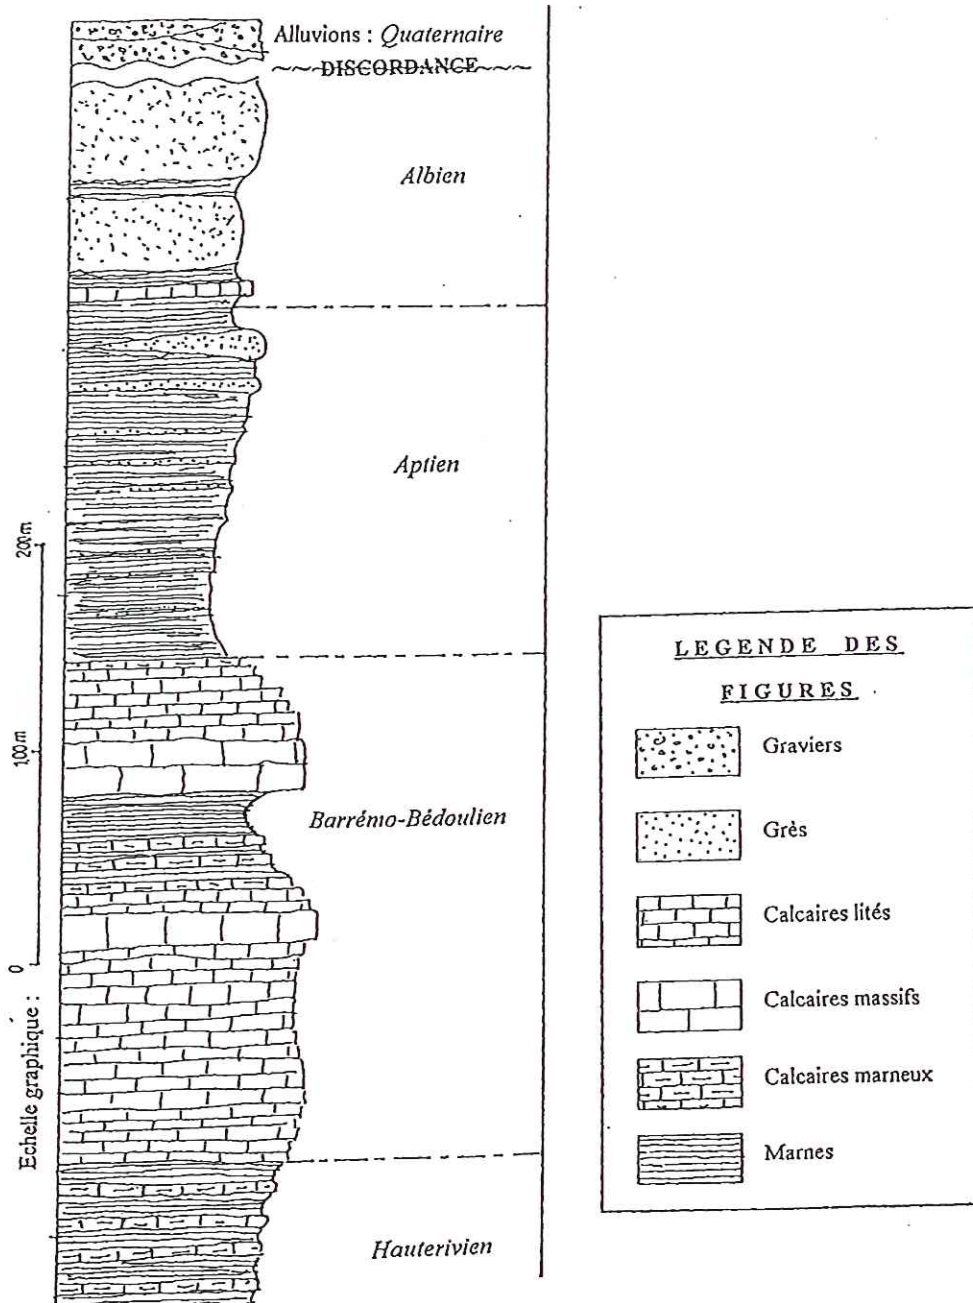 Alluvions : Quaternaire
DISCORDANCE
Albien
Aptien
Barrémo-Bédoulien
Hauterivien
200m
100m
0
Echelle graphique :
LEGENDE DES
FIGURES
Graviers
Grès
Calcaires lités
Calcaires massifs
Calcaires marneux
Marnes